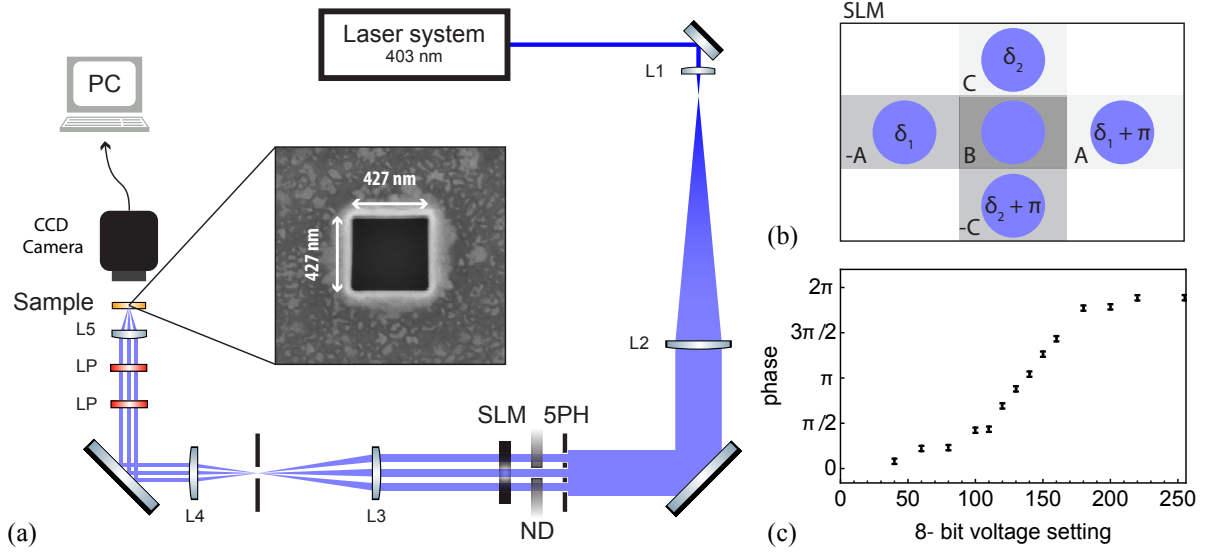 Laser system
403 nm
L1
PC
CCD
Camera
427 nm
427 nm
Sample
L5
LP
LP
L2
SLM 5PH
L4
L3
ND
(a)
SLM
δ₂
C
δ₁
δ₁ + π
-A
B
A
δ₂ + π
-C
(b)
2π
3π/2
π
π/2
0
phase
0 50 100 150 200 250
(c)
8- bit voltage setting